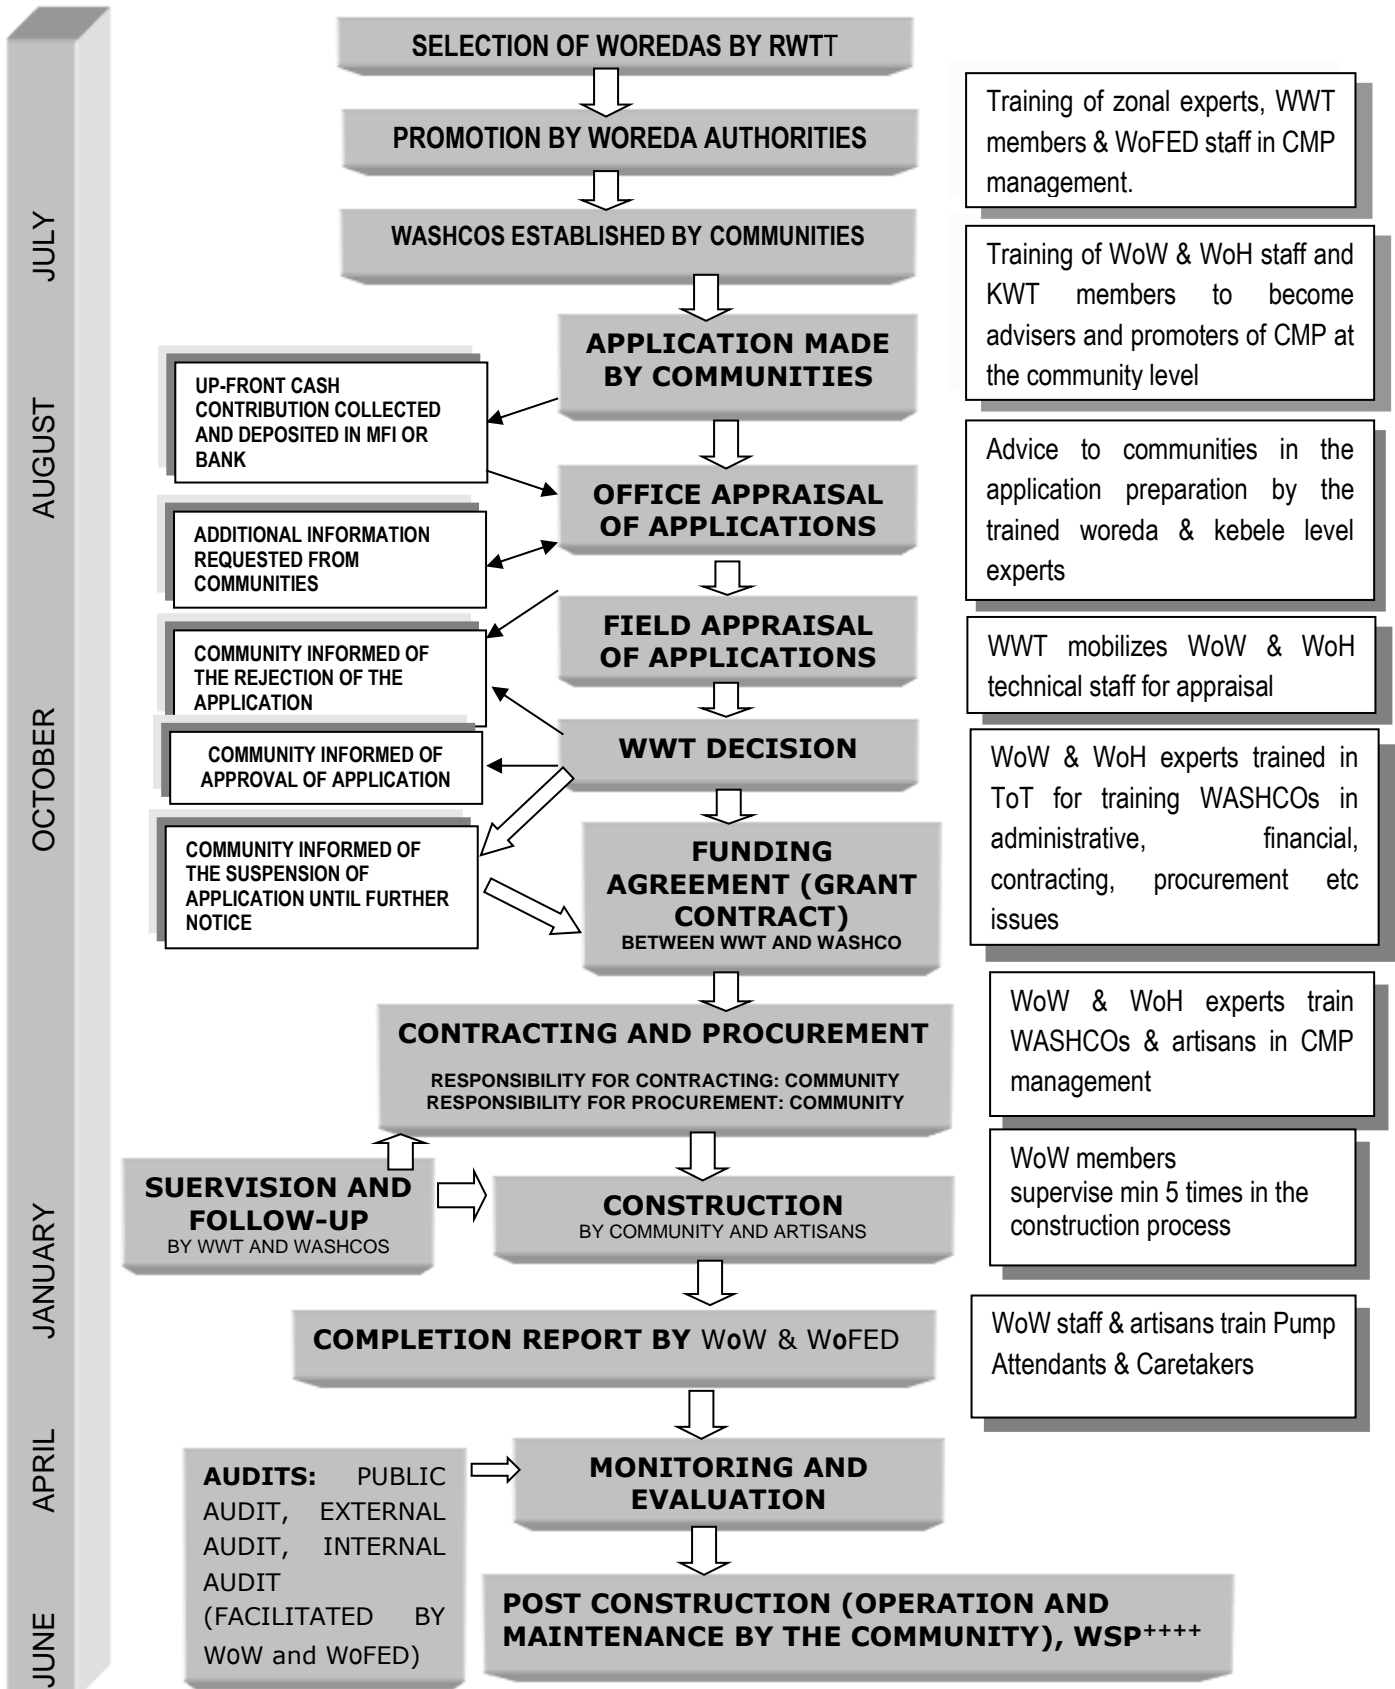 SELECTION OF WOREDAS BY RWTT
PROMOTION BY WOREDA AUTHORITIES
WASHCOS ESTABLISHED BY COMMUNITIES
APPLICATION MADE
BY COMMUNITIES
UP-FRONT CASH
CONTRIBUTION COLLECTED
AND DEPOSITED IN MFI OR
BANK
OFFICE APPRAISAL
OF APPLICATIONS
ADDITIONAL INFORMATION
REQUESTED FROM
COMMUNITIES
FIELD APPRAISAL
OF APPLICATIONS
COMMUNITY INFORMED OF
THE REJECTION OF THE
APPLICATION
WWT DECISION
COMMUNITY INFORMED OF
APPROVAL OF APPLICATION
COMMUNITY INFORMED OF
THE SUSPENSION OF
APPLICATION UNTIL FURTHER
NOTICE
FUNDING
AGREEMENT (GRANT
CONTRACT)
BETWEEN WWT AND WASHCO
CONTRACTING AND PROCUREMENT
RESPONSIBILITY FOR CONTRACTING: COMMUNITY
RESPONSIBILITY FOR PROCUREMENT: COMMUNITY
SUERVISION AND
FOLLOW-UP
BY WWT AND WASHCOS
CONSTRUCTION
BY COMMUNITY AND ARTISANS
COMPLETION REPORT BY WoW & WoFED
AUDITS: PUBLIC
AUDIT, EXTERNAL
AUDIT, INTERNAL
AUDIT
(FACILITATED BY
WoW and WoFED)
MONITORING AND
EVALUATION
POST CONSTRUCTION (OPERATION AND
MAINTENANCE BY THE COMMUNITY), WSP++++
Training of zonal experts, WWT
members & WoFED staff in CMP
management.
Training of WoW & WoH staff and
KWT members to become
advisers and promoters of CMP at
the community level
Advice to communities in the
application preparation by the
trained woreda & kebele level
experts
WWT mobilizes WoW & WoH
technical staff for appraisal
WoW & WoH experts trained in
ToT for training WASHCOs in
administrative, financial,
contracting, procurement etc
issues
WoW & WoH experts train
WASHCOs & artisans in CMP
management
WoW members
supervise min 5 times in the
construction process
WoW staff & artisans train Pump
Attendants & Caretakers
JULY
AUGUST
OCTOBER
JANUARY
APRIL
JUNE